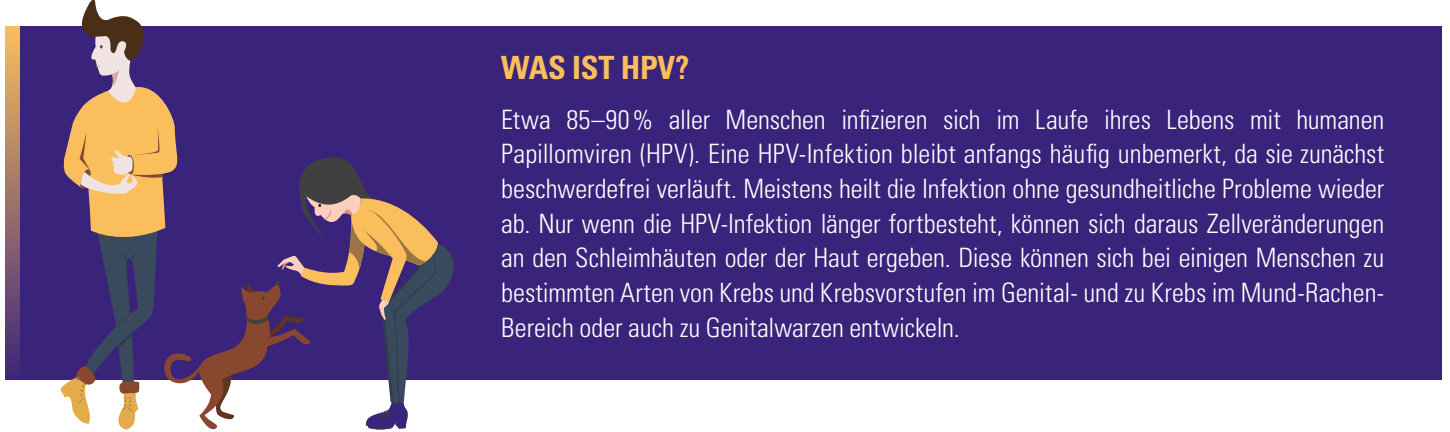 WAS IST HPV?
Etwa 85–90 % aller Menschen infizieren sich im Laufe ihres Lebens mit humanen
Papillomviren (HPV). Eine HPV-Infektion bleibt anfangs häufig unbemerkt, da sie zunächst
beschwerdefrei verläuft. Meistens heilt die Infektion ohne gesundheitliche Probleme wieder
ab. Nur wenn die HPV-Infektion länger fortbesteht, können sich daraus Zellveränderungen
an den Schleimhäuten oder der Haut ergeben. Diese können sich bei einigen Menschen zu
bestimmten Arten von Krebs und Krebsvorstufen im Genital- und zu Krebs im Mund-Rachen-
Bereich oder auch zu Genitalwarzen entwickeln.